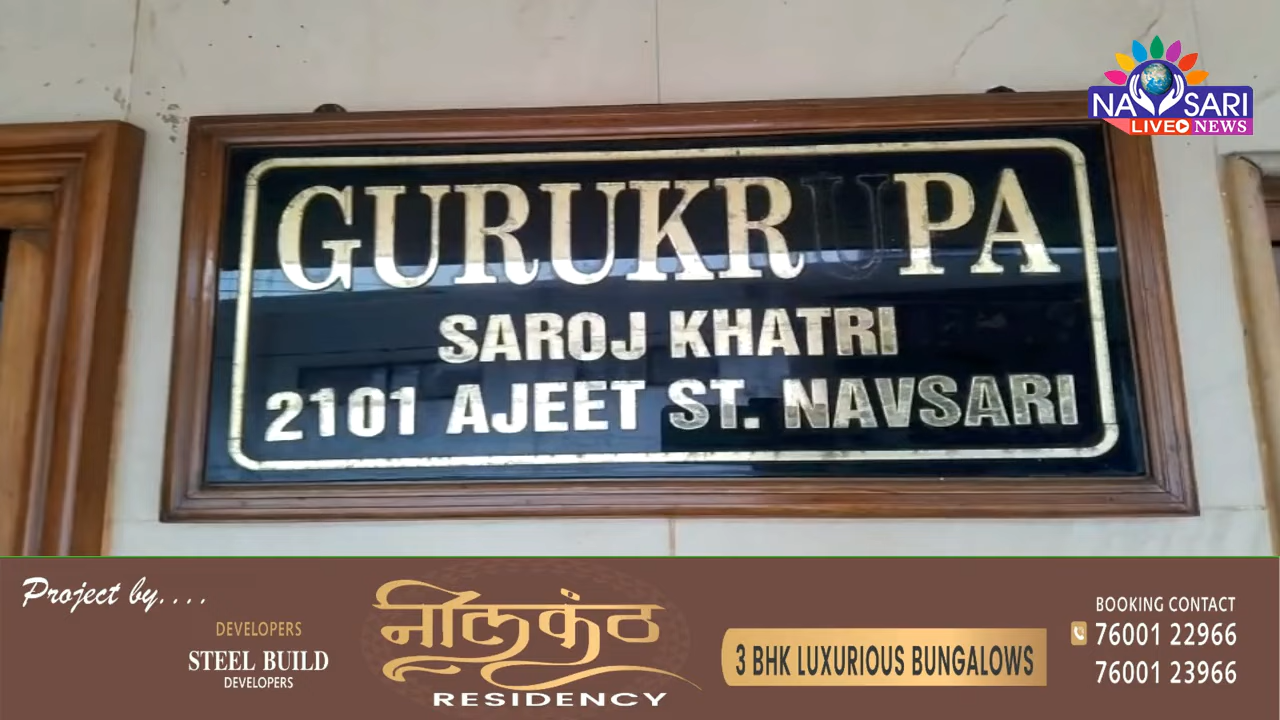 NAVSARI
LIVE NEWS
GURUKRUPA
SAROJ KHATRI
2101 AJEET ST. NAVSARI
Project by....
DEVELOPERS
STEEL BUILD
DEVELOPERS
नीलकंठ
RESIDENCY
3 BHK LUXURIOUS BUNGALOWS
BOOKING CONTACT
76001 22966
76001 23966